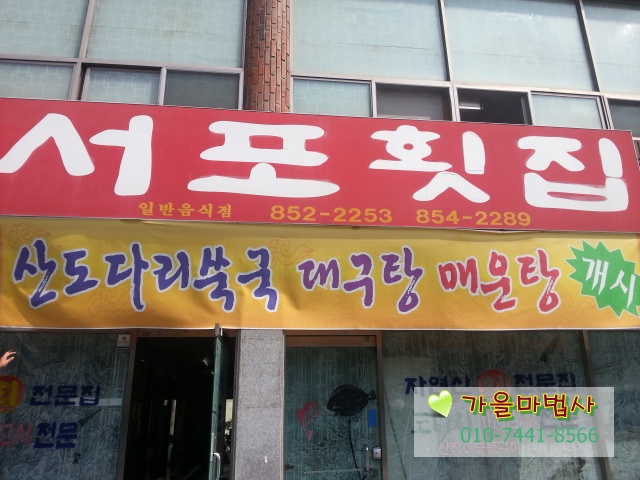 서포횟집
일반음식점 852-2253 854-2289
산도다리쑥국 대구탕 매운탕 개시
전문집 자연산 전문집
전문
가을마법사
010-7441-8566